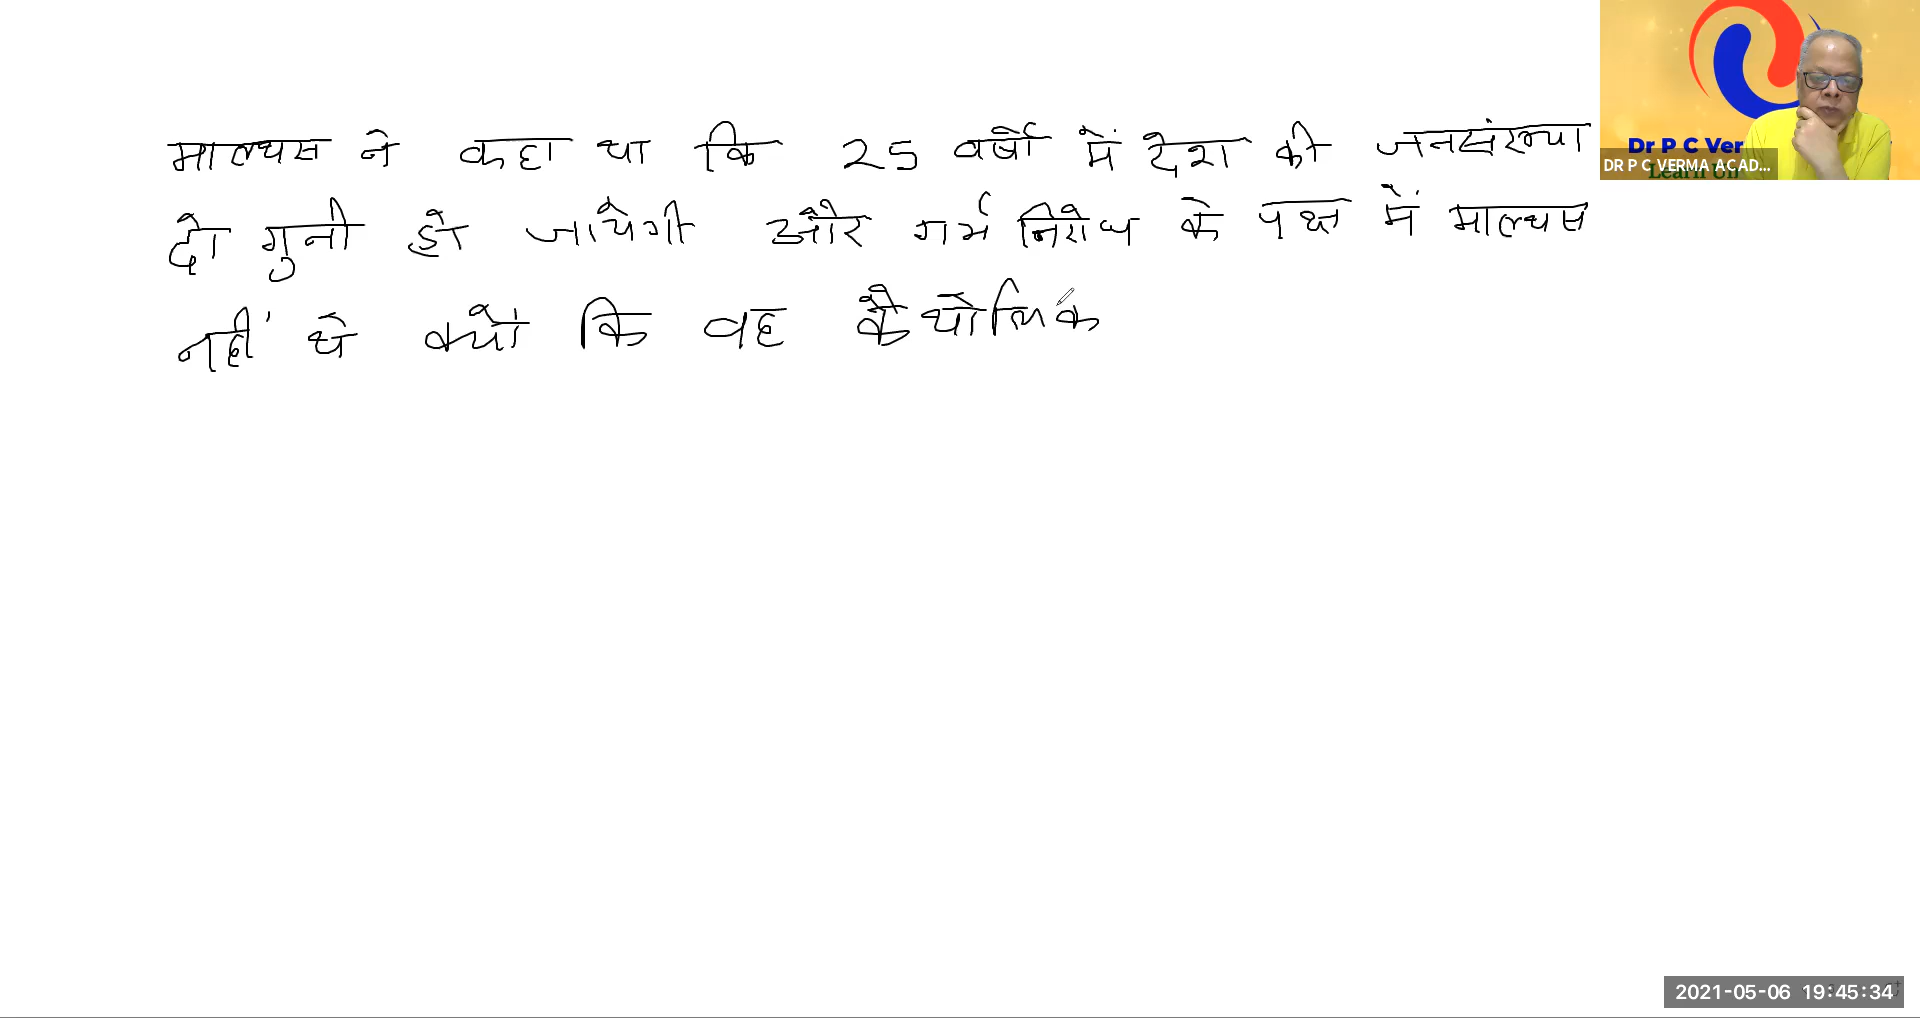 Dr P C Ver
DR P C VERMA ACAD...
माल्थस ने कहा था कि 25 वर्षों में देश की जनसंख्या
दो गुनी हो जायेगी और गर्भ निरोध के पक्ष में माल्थस
नहीं थे क्यों कि वह कैथोलिक
2021-05-06 19:45:34